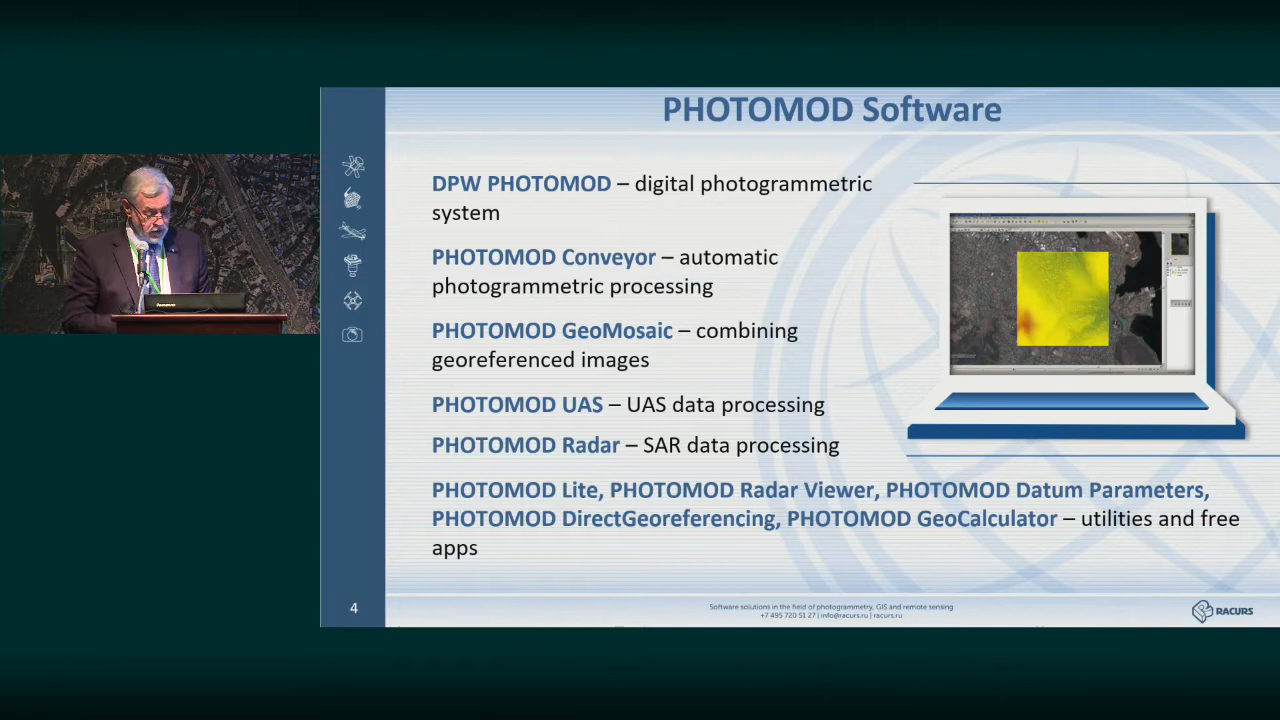 PHOTOMOD Software
DPW PHOTOMOD – digital photogrammetric
system
PHOTOMOD Conveyor – automatic
photogrammetric processing
PHOTOMOD GeoMosaic – combining
georeferenced images
PHOTOMOD UAS – UAS data processing
PHOTOMOD Radar – SAR data processing
PHOTOMOD Lite, PHOTOMOD Radar Viewer, PHOTOMOD Datum Parameters,
PHOTOMOD DirectGeoreferencing, PHOTOMOD GeoCalculator – utilities and free
apps
4
Software solutions in the field of photogrammetry, GIS and remote sensing
+7 495 720 51 27 | info@racurs.ru | racurs.ru
RACURS
lenovo